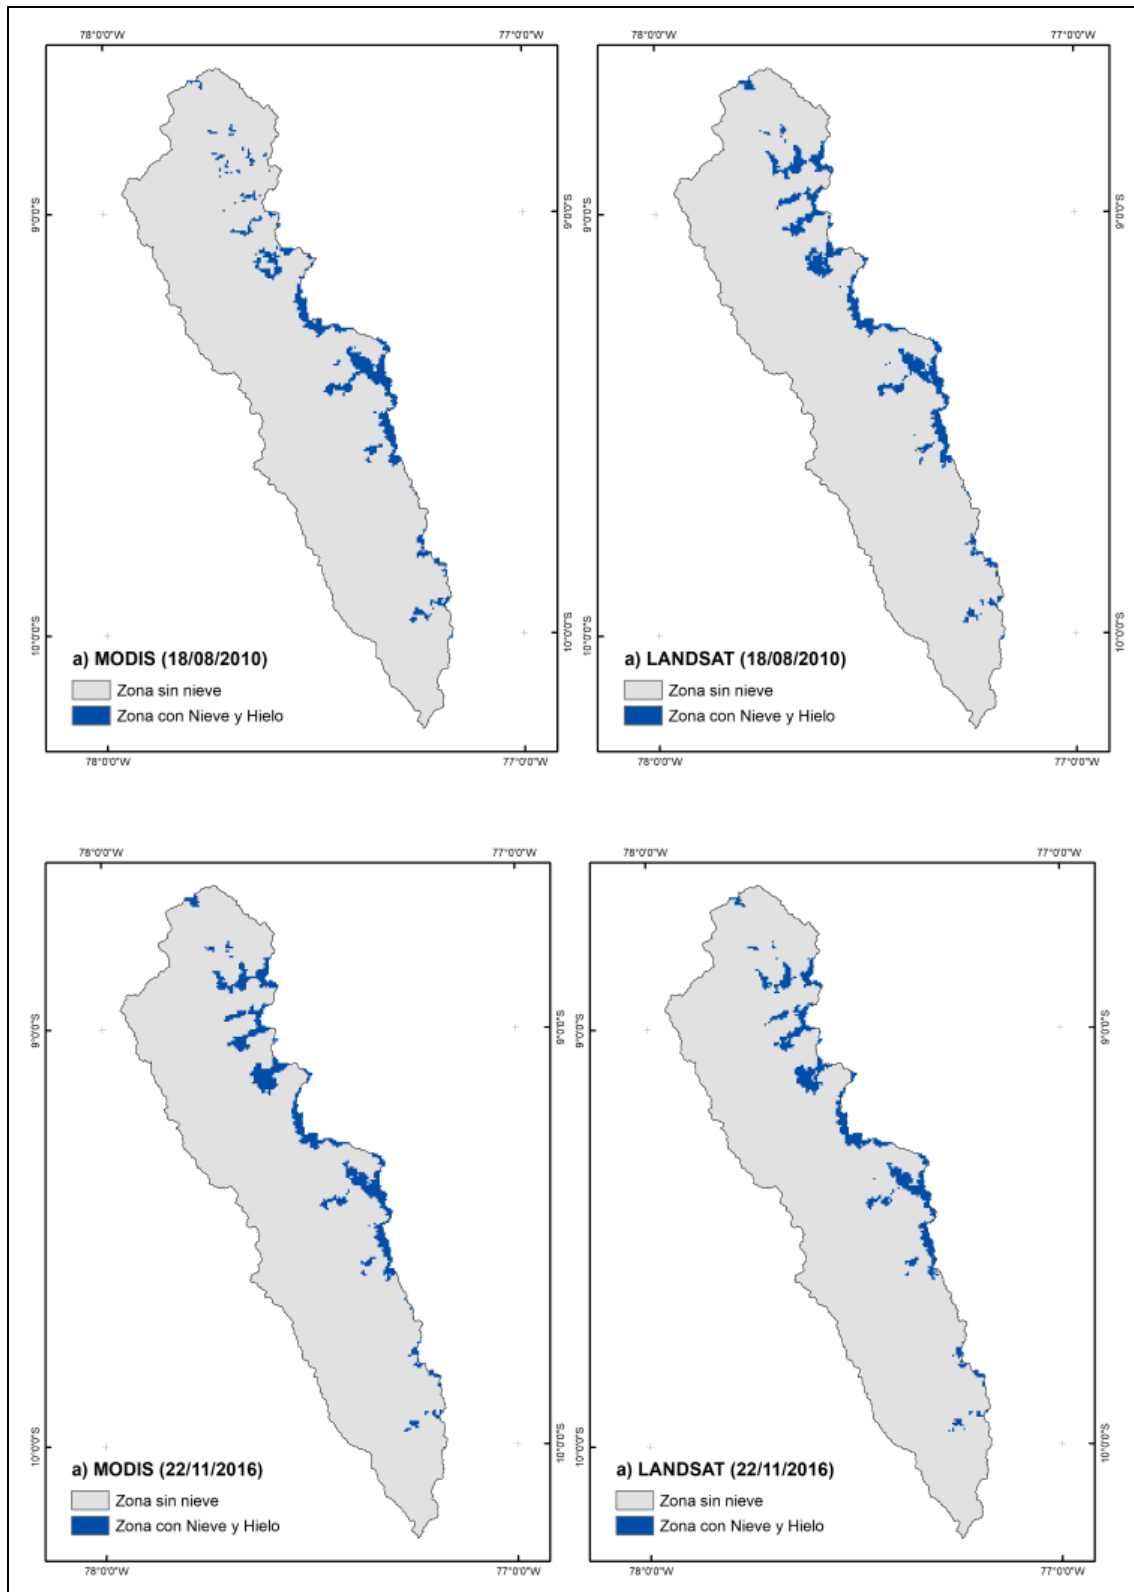 78°0'0"W 77°0'0"W 78°0'0"W 77°0'0"W
9°0'0"S 9°0'0"S 9°0'0"S 9°0'0"S
10°0'0"S 10°0'0"S 10°0'0"S 10°0'0"S
a) MODIS (18/08/2010)
Zona sin nieve
Zona con Nieve y Hielo
a) LANDSAT (18/08/2010)
Zona sin nieve
Zona con Nieve y Hielo
78°0'0"W 77°0'0"W 78°0'0"W 77°0'0"W
78°0'0"W 77°0'0"W 78°0'0"W 77°0'0"W
9°0'0"S 9°0'0"S 9°0'0"S 9°0'0"S
10°0'0"S 10°0'0"S 10°0'0"S 10°0'0"S
a) MODIS (22/11/2016)
Zona sin nieve
Zona con Nieve y Hielo
a) LANDSAT (22/11/2016)
Zona sin nieve
Zona con Nieve y Hielo
78°0'0"W 77°0'0"W 78°0'0"W 77°0'0"W